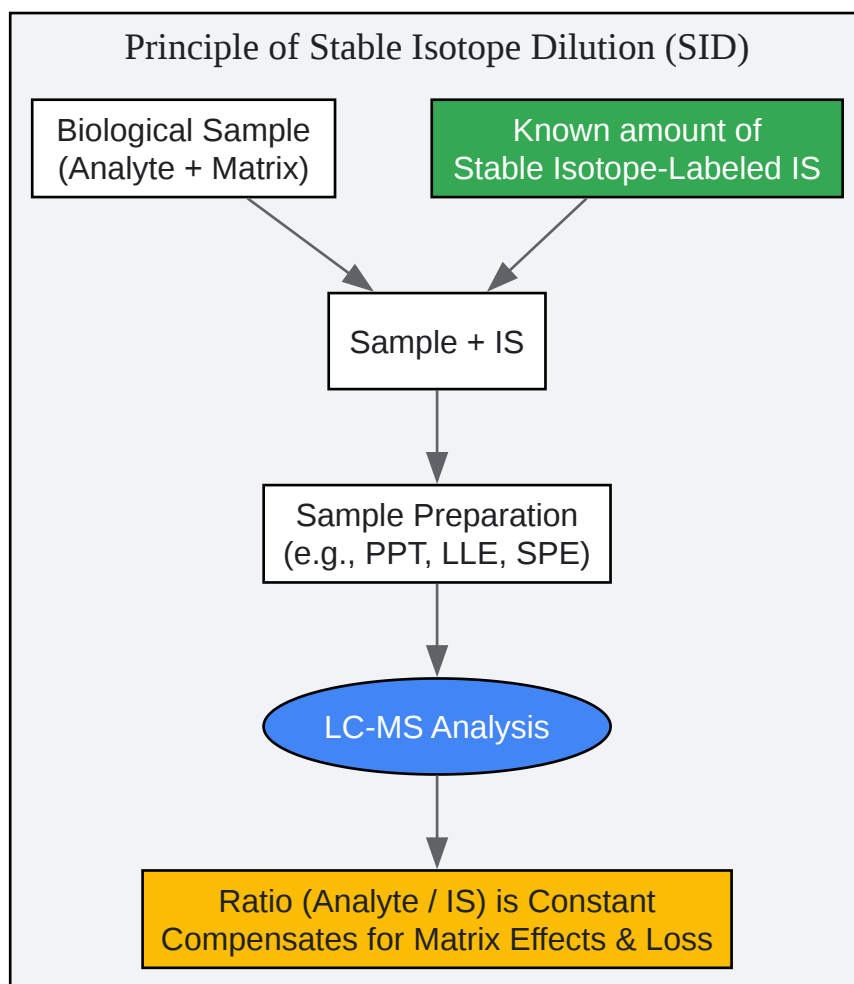 Principle of Stable Isotope Dilution (SID)
Biological Sample
(Analyte + Matrix)
Known amount of
Stable Isotope-Labeled IS
Sample + IS
Sample Preparation
(e.g., PPT, LLE, SPE)
LC-MS Analysis
Ratio (Analyte / IS) is Constant
Compensates for Matrix Effects & Loss